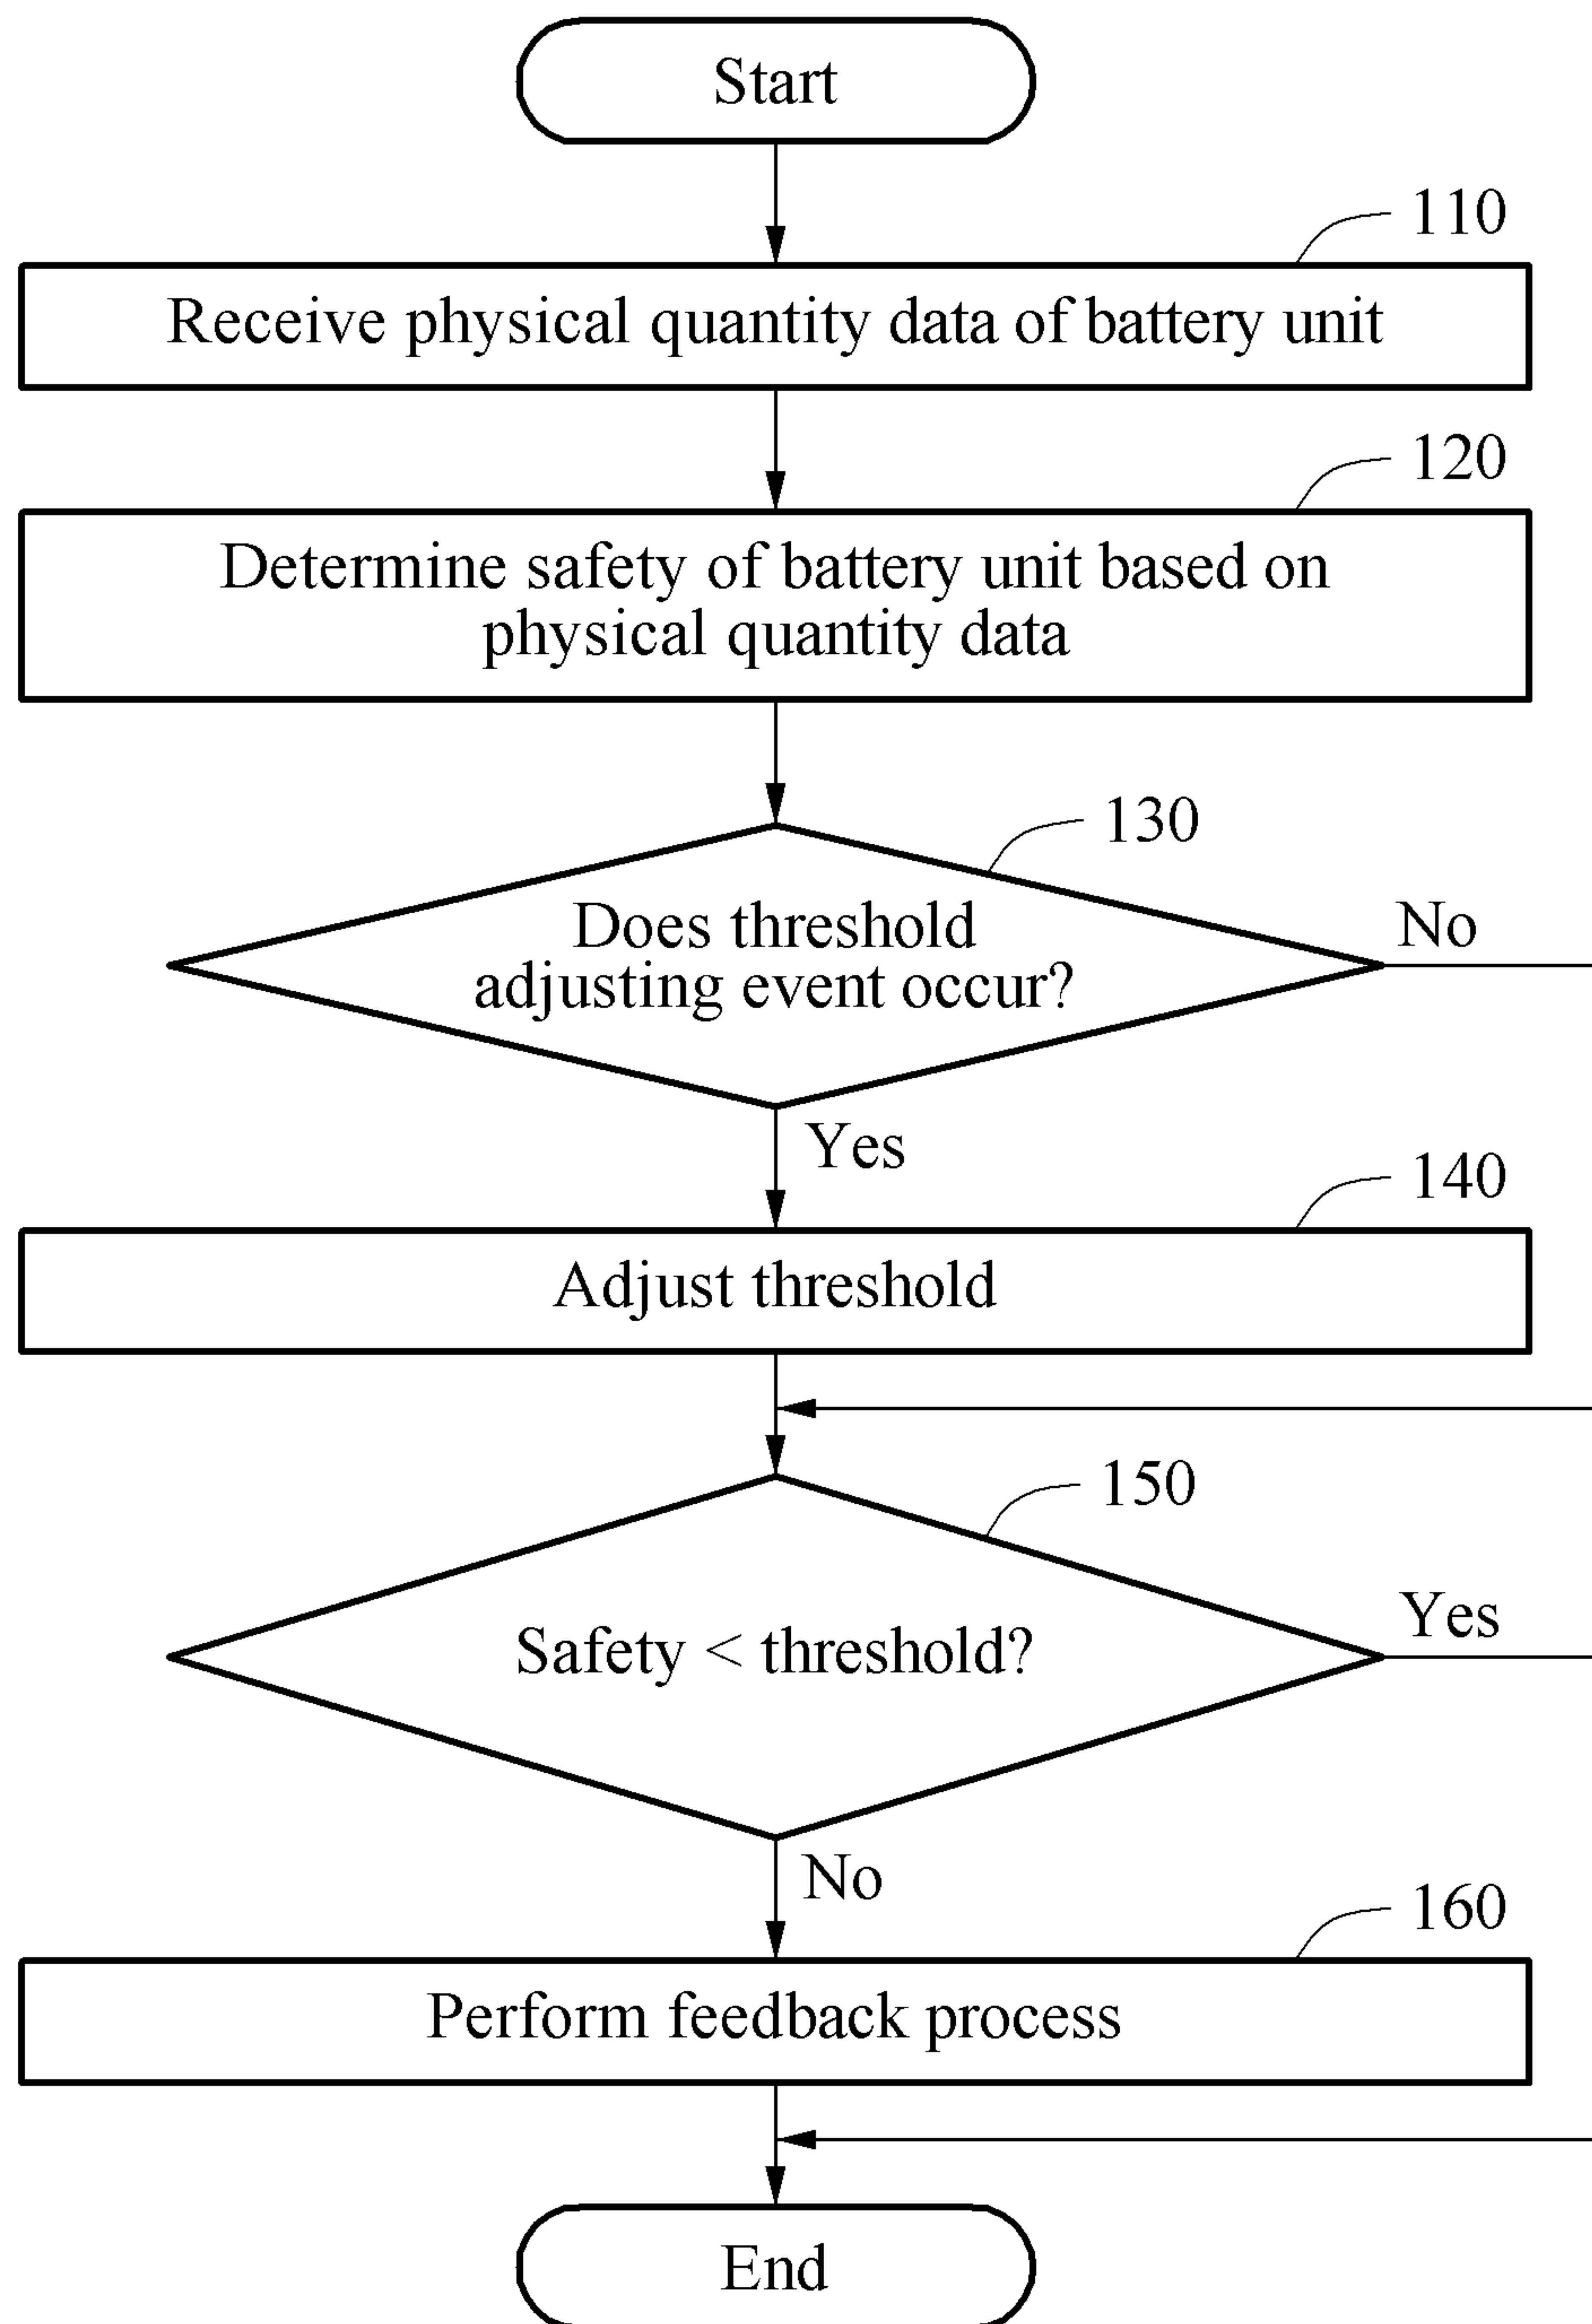 Start
110
Receive physical quantity data of battery unit
120
Determine safety of battery unit based on
physical quantity data
130
Does threshold
adjusting event occur?
No
Yes
140
Adjust threshold
150
Safety < threshold?
Yes
No
160
Perform feedback process
End